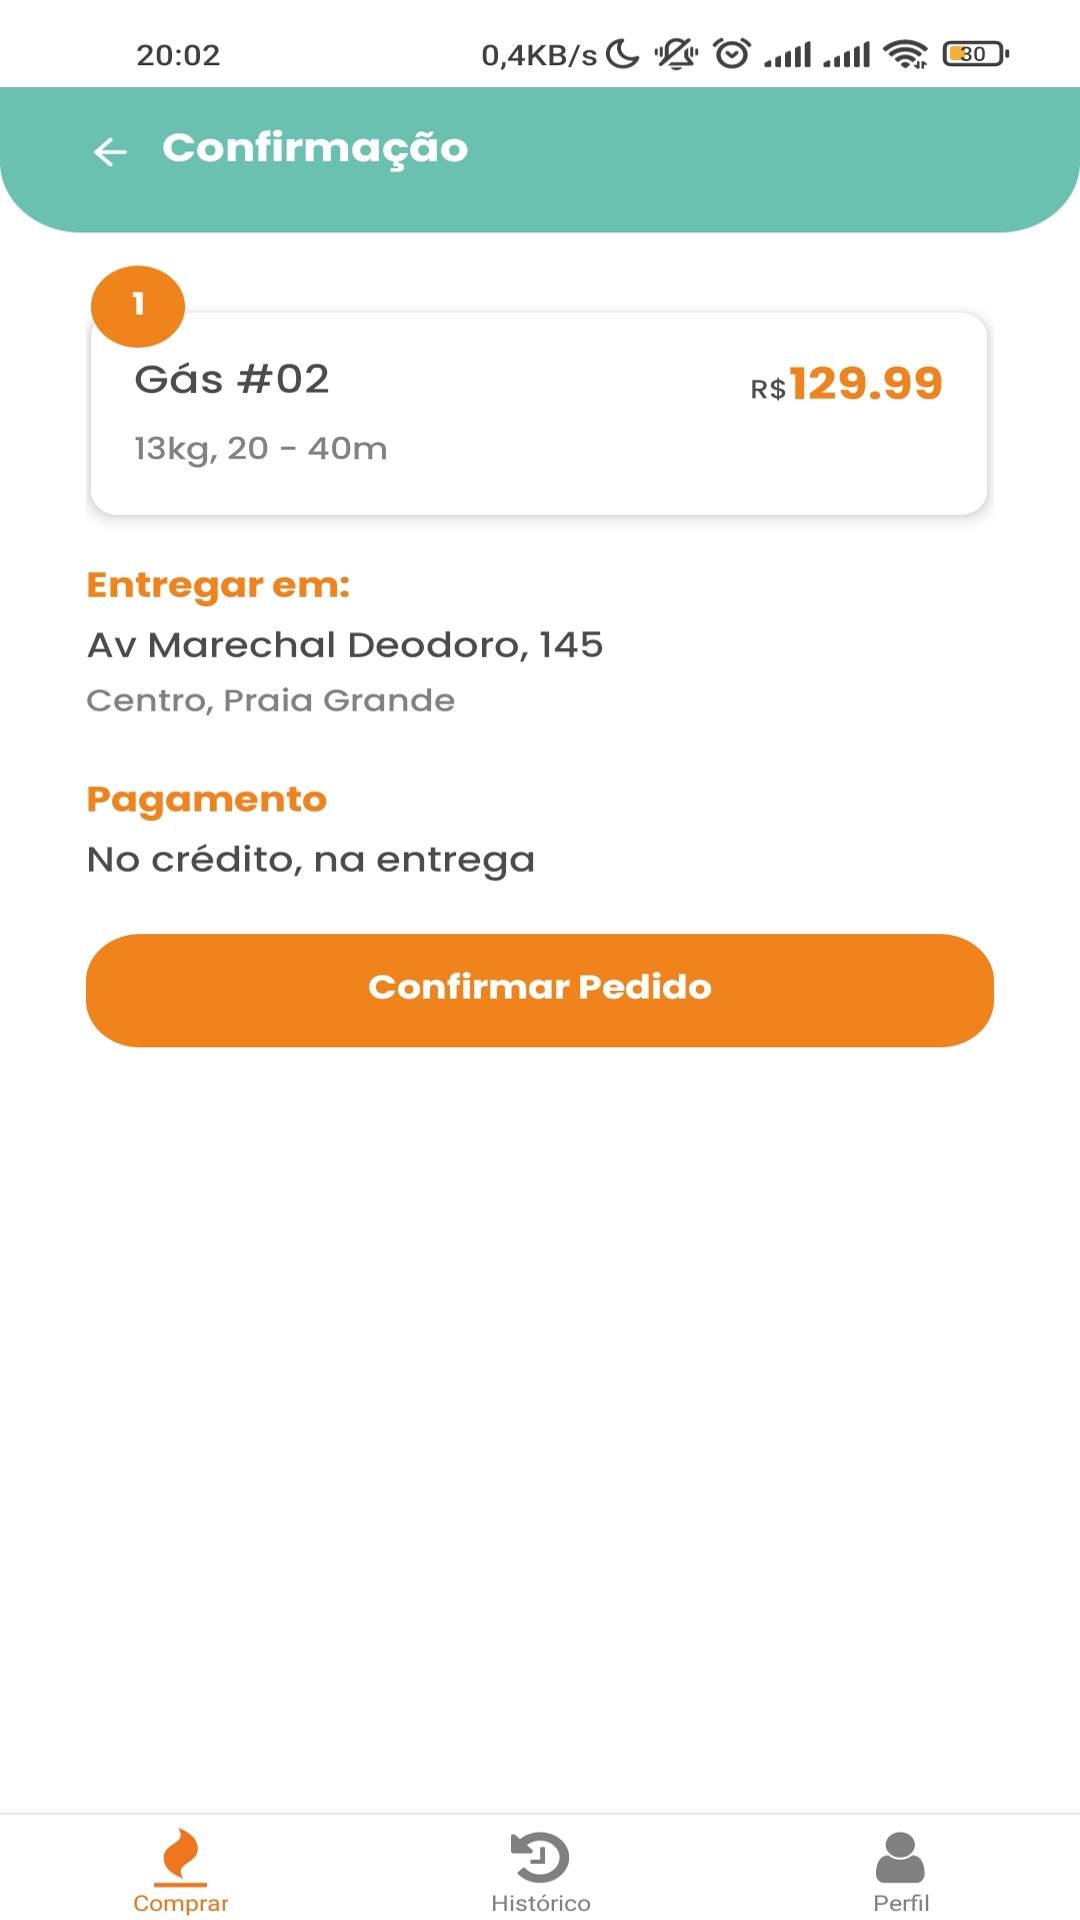 20:02 0,4KB/s 30
Confirmação
1
Gás #02
R$129.99
13kg, 20 - 40m
Entregar em:
Av Marechal Deodoro, 145
Centro, Praia Grande
Pagamento
No crédito, na entrega
Confirmar Pedido
Comprar Histórico Perfil